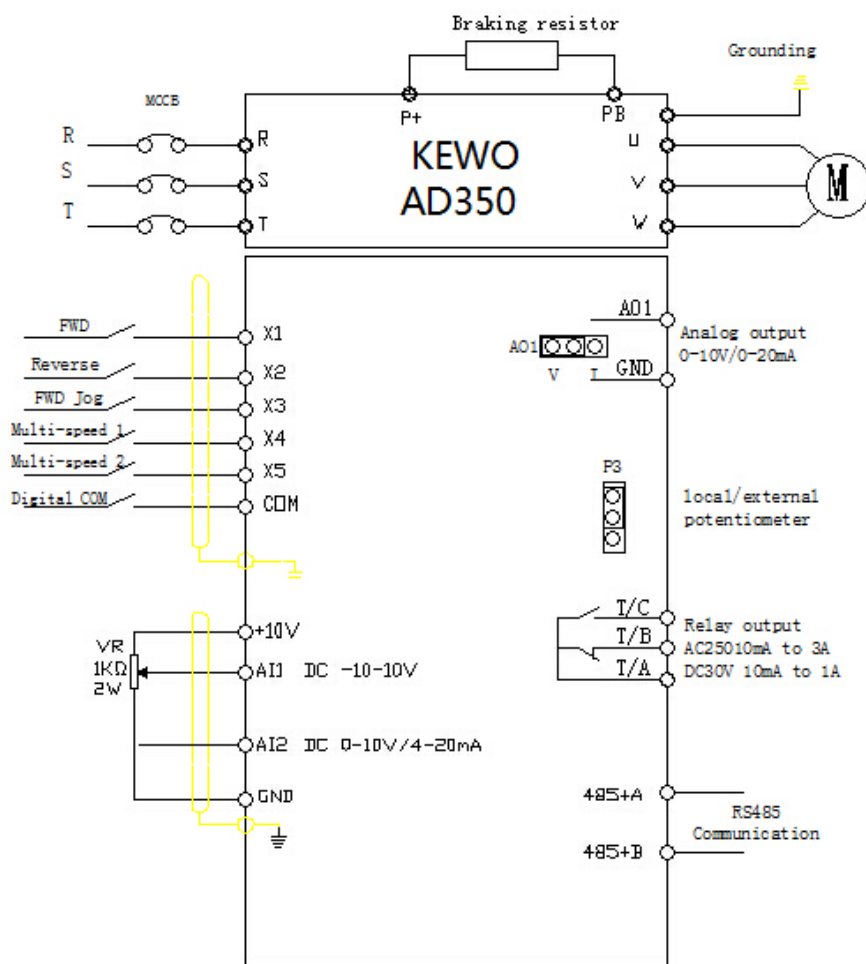 Braking resistor
Grounding
MCCB
P+
PB
R
R
U
S
S
V
T
T
W
KEWO
AD350
M
FWD
X1
Reverse
X2
FWD Jog
X3
Multi-speed 1
X4
Multi-speed 2
X5
Digital COM
COM
AO1
AO1
V
I
GND
Analog output
0-10V/0-20mA
P3
local/external
potentiometer
+10V
VR
1KΩ
2W
AI1 DC -10-10V
AI2 DC 0-10V/4-20mA
GND
T/C
T/B
T/A
Relay output
AC25010mA to 3A
DC30V 10mA to 1A
485+A
485+B
RS485
Communication